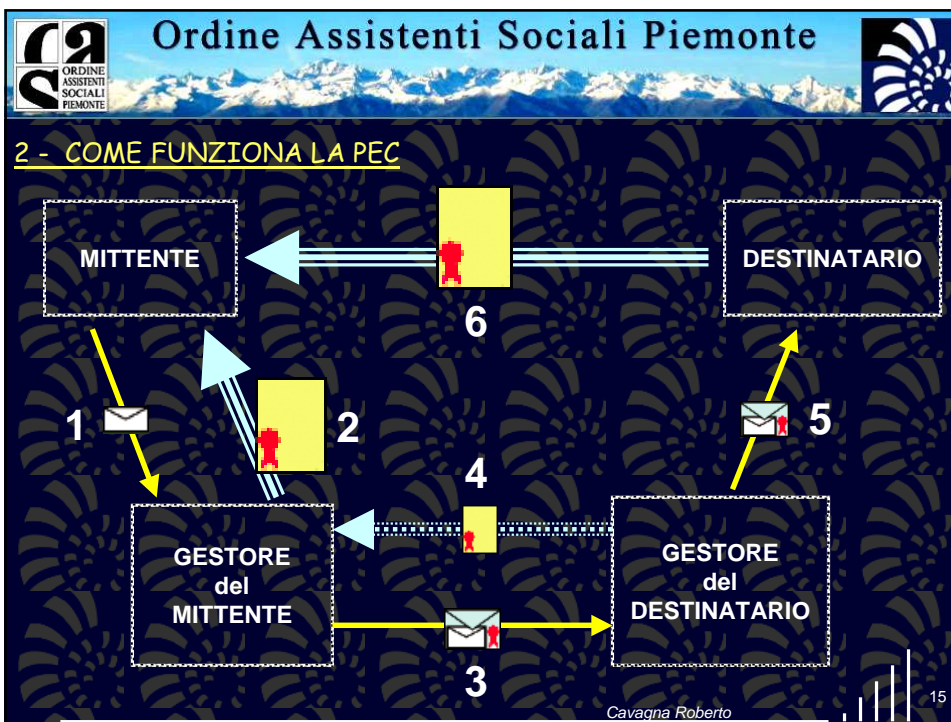 Ordine Assistenti Sociali Piemonte
ORDINE
ASSISTENTI
SOCIALI
PIEMONTE
2 - COME FUNZIONA LA PEC
MITTENTE
DESTINATARIO
6
1
2
5
4
GESTORE
del
MITTENTE
GESTORE
del
DESTINATARIO
3
Cavagna Roberto
15